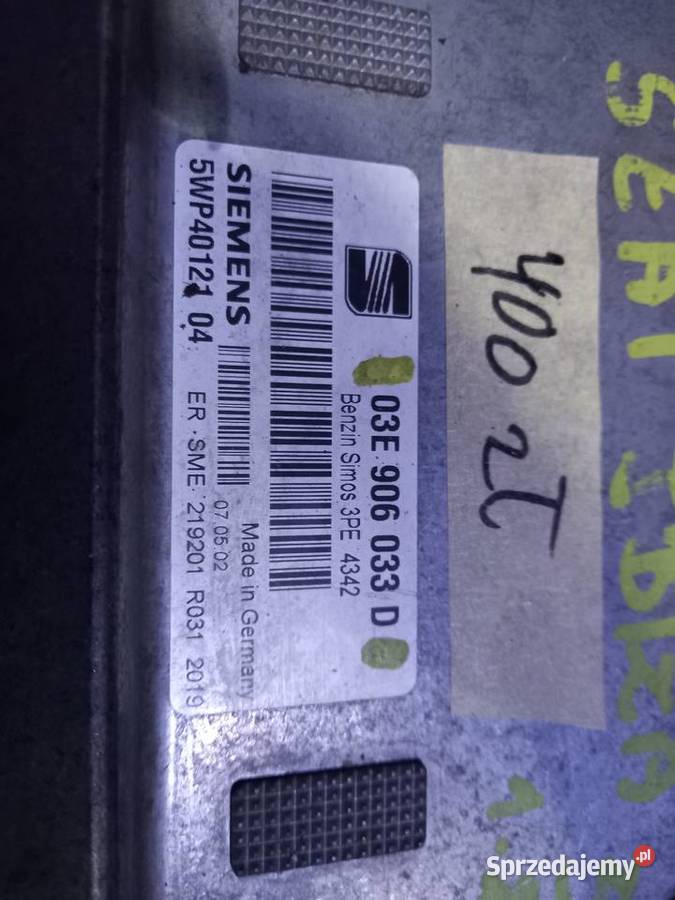 SEAT IBIZA
400 zł
03E 906 033 D
Benzin Simos 3PE 4342
Made in Germany
SIEMENS
07.05.02
5WP40121 04
ER.SME. 219201 R031 2019
Sprzedajemy.pl